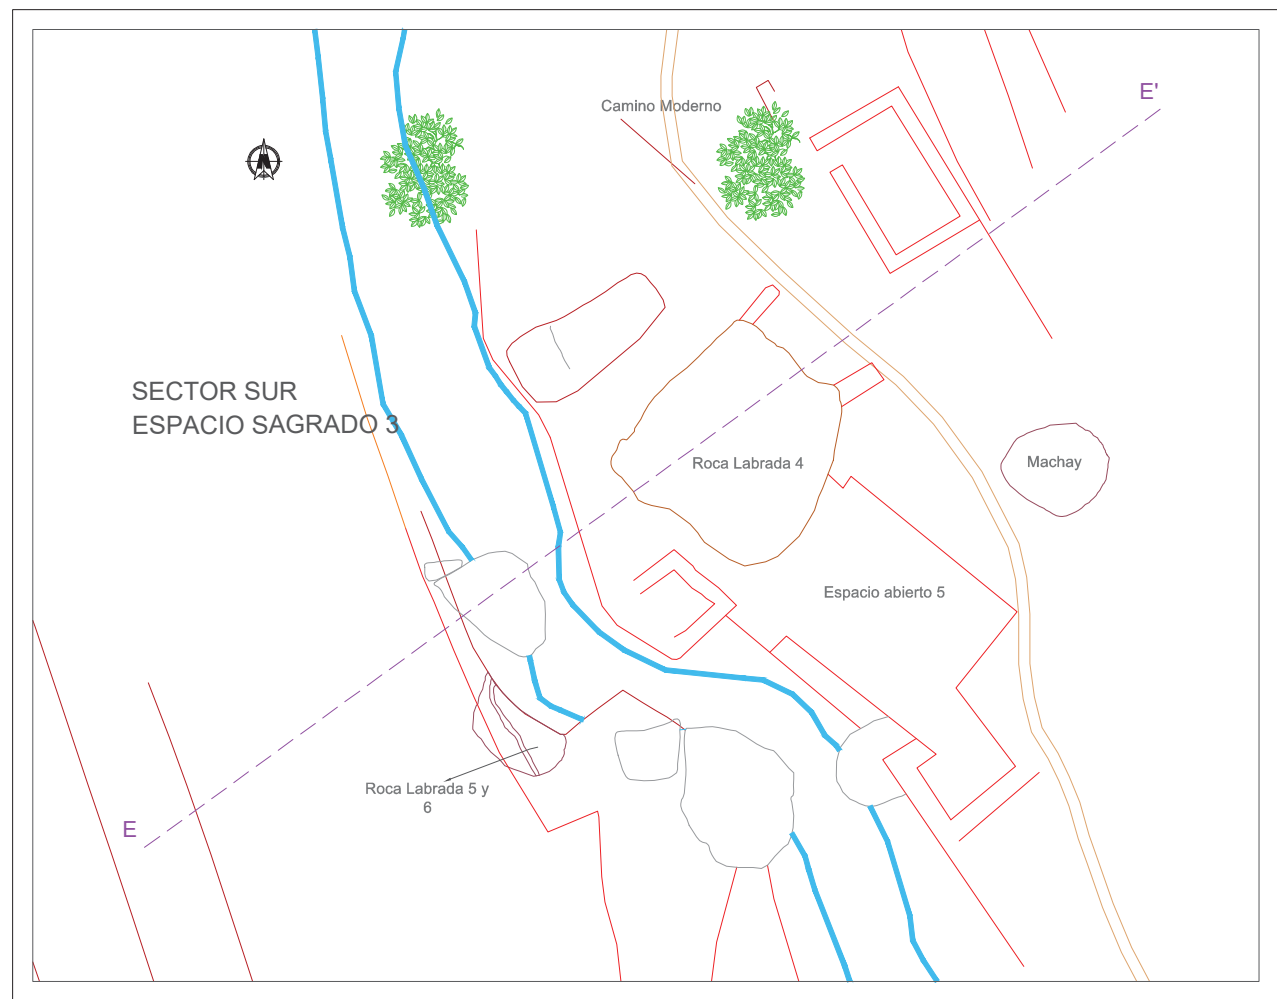 E'
Camino Moderno
SECTOR SUR
ESPACIO SAGRADO 3
Roca Labrada 4
Machay
Espacio abierto 5
Roca Labrada 5 y
6
E